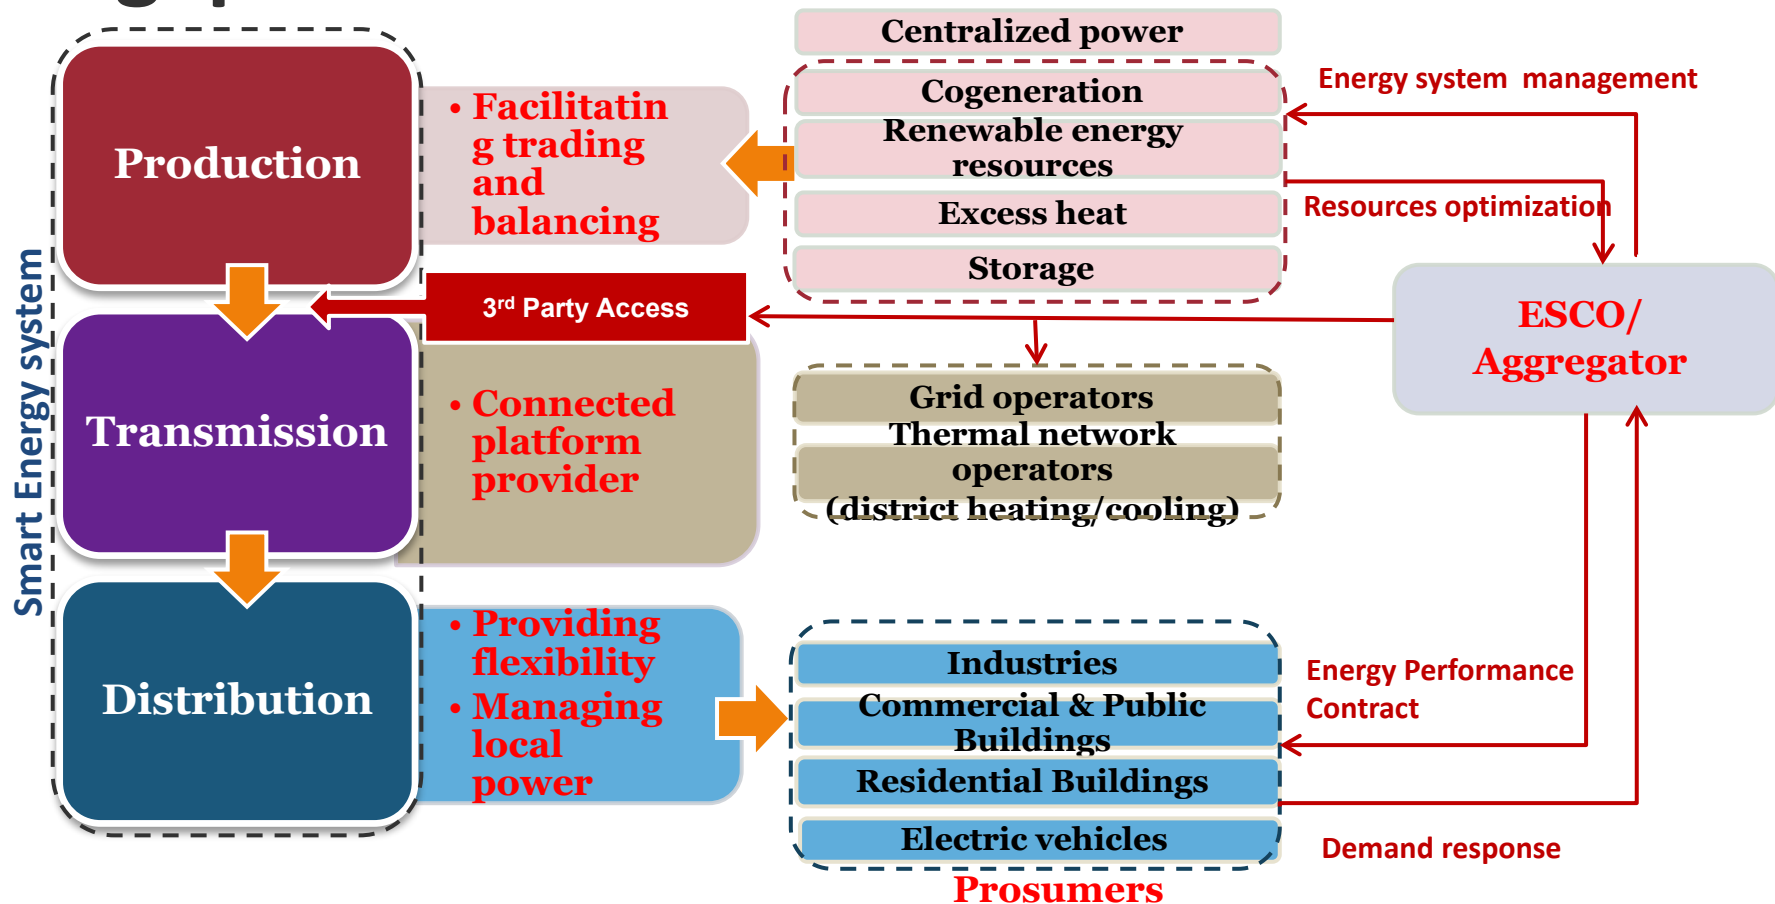 Smart Energy system
Production
Transmission
Distribution
• Facilitatin
g trading
and
balancing
3rd Party Access
• Connected
platform
provider
• Providing
flexibility
• Managing
local
power
Centralized power
Cogeneration
Renewable energy
resources
Excess heat
Storage
Grid operators
Thermal network
operators
(district heating/cooling)
Industries
Commercial & Public
Buildings
Residential Buildings
Electric vehicles
Prosumers
Energy system management
Resources optimization
ESCO/
Aggregator
Energy Performance
Contract
Demand response